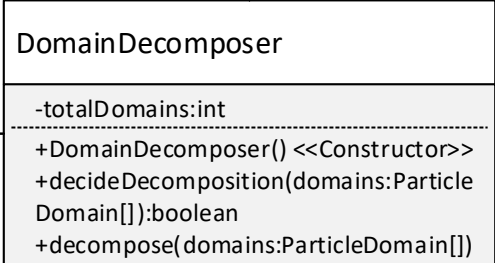 DomainDecomposer
-totalDomains:int
+DomainDecomposer() <<Constructor>>
+decideDecomposition(domains:Particle
Domain[]):boolean
+decompose(domains:ParticleDomain[])